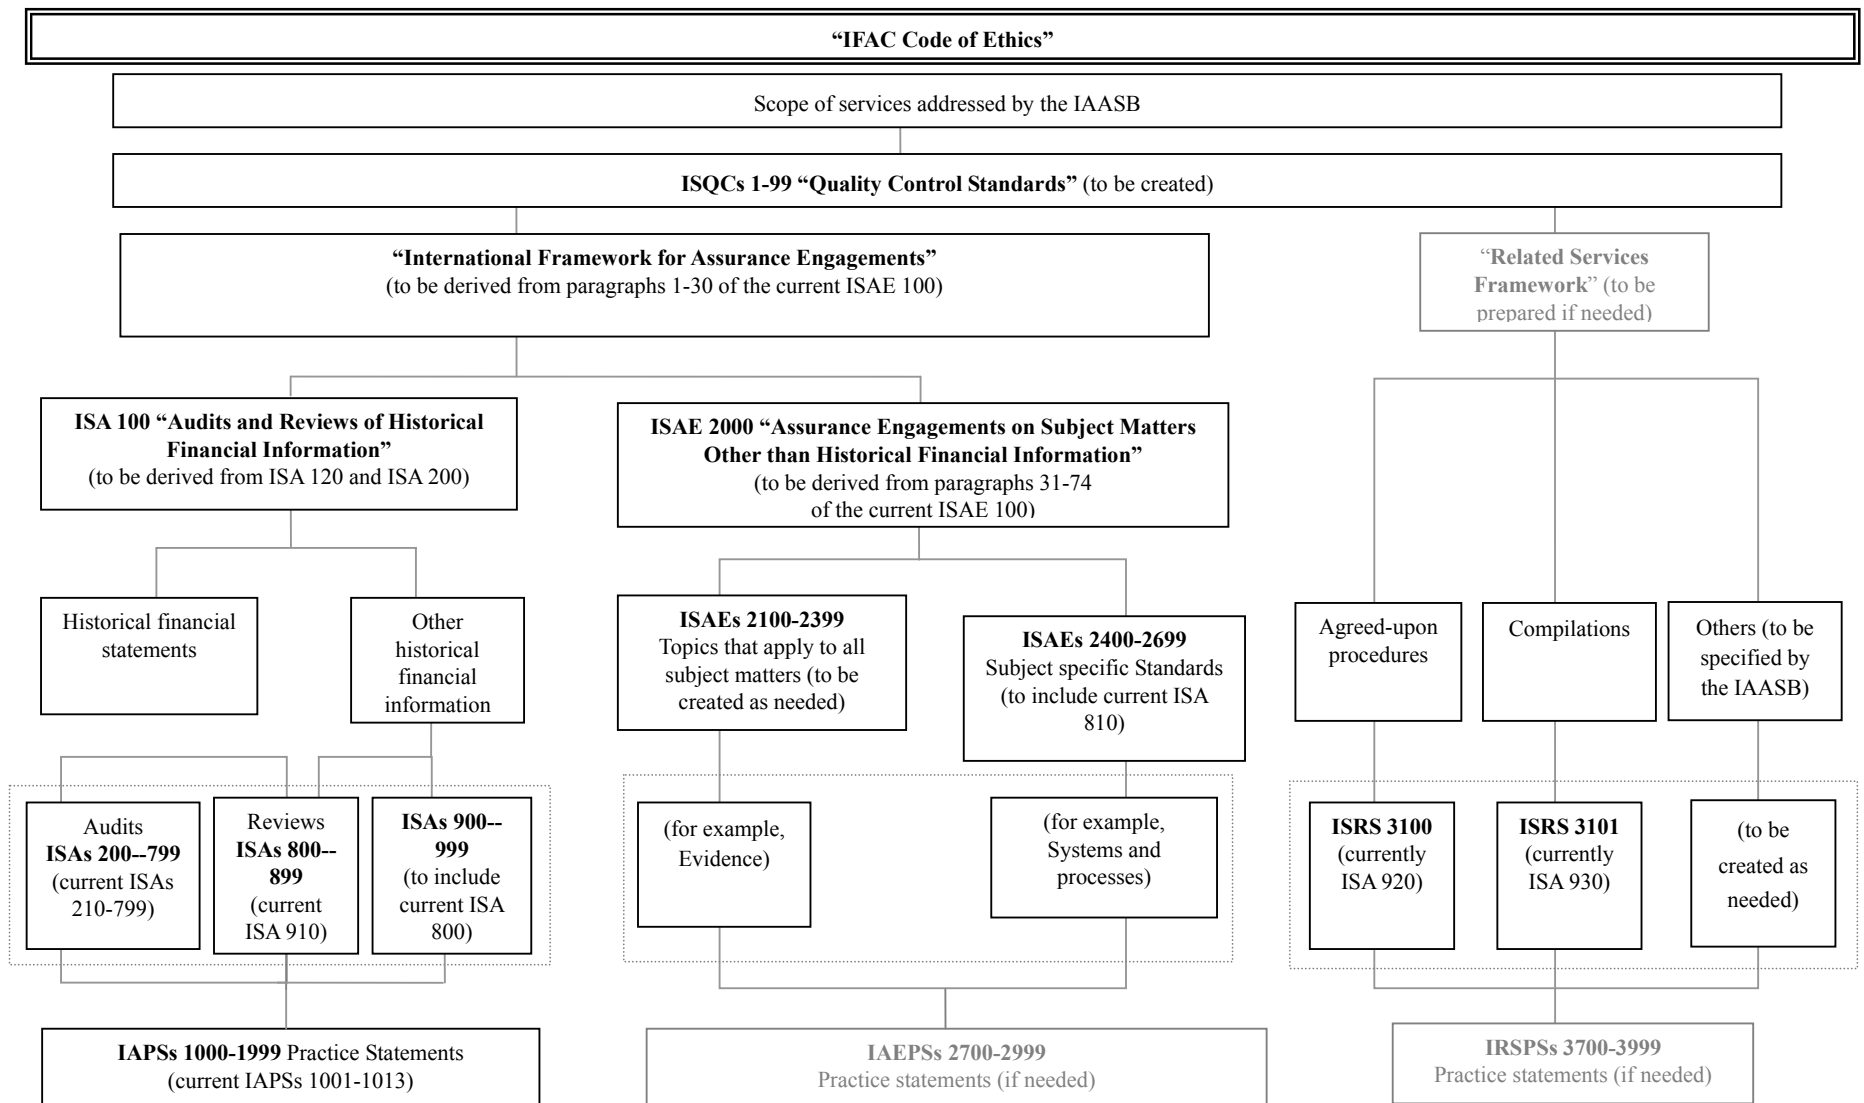 “IFAC Code of Ethics”
Scope of services addressed by the IAASB
ISQCs 1-99 “Quality Control Standards” (to be created)
“International Framework for Assurance Engagements”
(to be derived from paragraphs 1-30 of the current ISAE 100)
“Related Services
Framework” (to be
prepared if needed)
ISA 100 “Audits and Reviews of Historical
Financial Information”
(to be derived from ISA 120 and ISA 200)
ISAE 2000 “Assurance Engagements on Subject Matters
Other than Historical Financial Information”
(to be derived from paragraphs 31-74
of the current ISAE 100)
Historical financial
statements
Other
historical
financial
information
ISAEs 2100-2399
Topics that apply to all
subject matters (to be
created as needed)
ISAEs 2400-2699
Subject specific Standards
(to include current ISA
810)
Agreed-upon
procedures
Compilations
Others (to be
specified by
the IAASB)
Audits
ISAs 200--799
(current ISAs
210-799)
Reviews
ISAs 800--
899
(current
ISA 910)
ISAs 900--
999
(to include
current ISA
800)
(for example,
Evidence)
(for example,
Systems and
processes)
ISRS 3100
(currently
ISA 920)
ISRS 3101
(currently
ISA 930)
(to be
created as
needed)
IAPSs 1000-1999 Practice Statements
(current IAPSs 1001-1013)
IAEPSs 2700-2999
Practice statements (if needed)
IRSPSs 3700-3999
Practice statements (if needed)